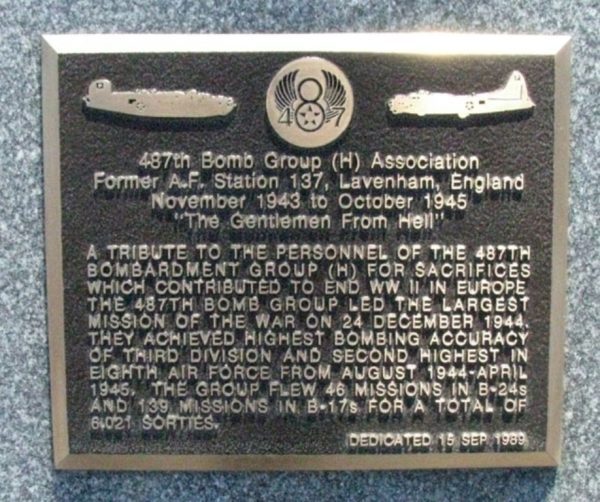 487
487th Bomb Group (H) Association
Former A.F. Station 137, Lavenham, England
November 1943 to October 1945
"The Gentlemen From Hell"
A TRIBUTE TO THE PERSONNEL OF THE 487TH
BOMBARDMENT GROUP (H) FOR SACRIFICES
WHICH CONTRIBUTED TO END WW II IN EUROPE
THE 487TH BOMB GROUP LED THE LARGEST
MISSION OF THE WAR ON 24 DECEMBER 1944.
THEY ACHIEVED HIGHEST BOMBING ACCURACY
OF THIRD DIVISION AND SECOND HIGHEST IN
EIGHTH AIR FORCE FROM AUGUST 1944-APRIL
1945. THE GROUP FLEW 46 MISSIONS IN B-24s
AND 139 MISSIONS IN B-17s FOR A TOTAL OF
6,021 SORTIES.
DEDICATED 15 SEP 1989